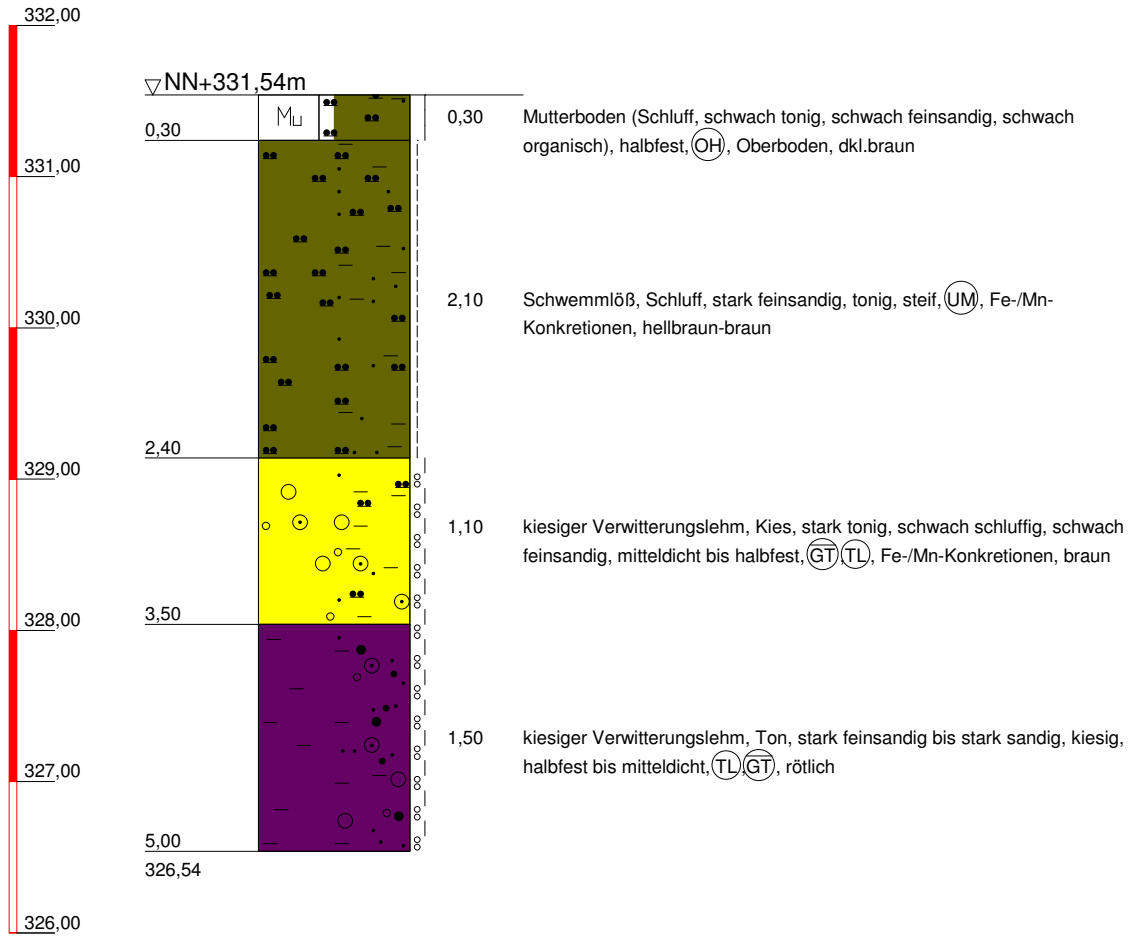 332,00
▽ NN+331,54m
Mu
0,30
0,30
Mutterboden (Schluff, schwach tonig, schwach feinsandig, schwach
organisch), halbfest, OH, Oberboden, dkl.braun
331,00
2,10
Schwemmlöß, Schluff, stark feinsandig, tonig, steif, UM, Fe-/Mn-
Konkretionen, hellbraun-braun
330,00
2,40
329,00
1,10
kiesiger Verwitterungslehm, Kies, stark tonig, schwach schluffig, schwach
feinsandig, mitteldicht bis halbfest, G̅T̅, TL, Fe-/Mn-Konkretionen, braun
3,50
328,00
1,50
kiesiger Verwitterungslehm, Ton, stark feinsandig bis stark sandig, kiesig,
halbfest bis mitteldicht, TL, G̅T̅, rötlich
327,00
5,00
326,54
326,00